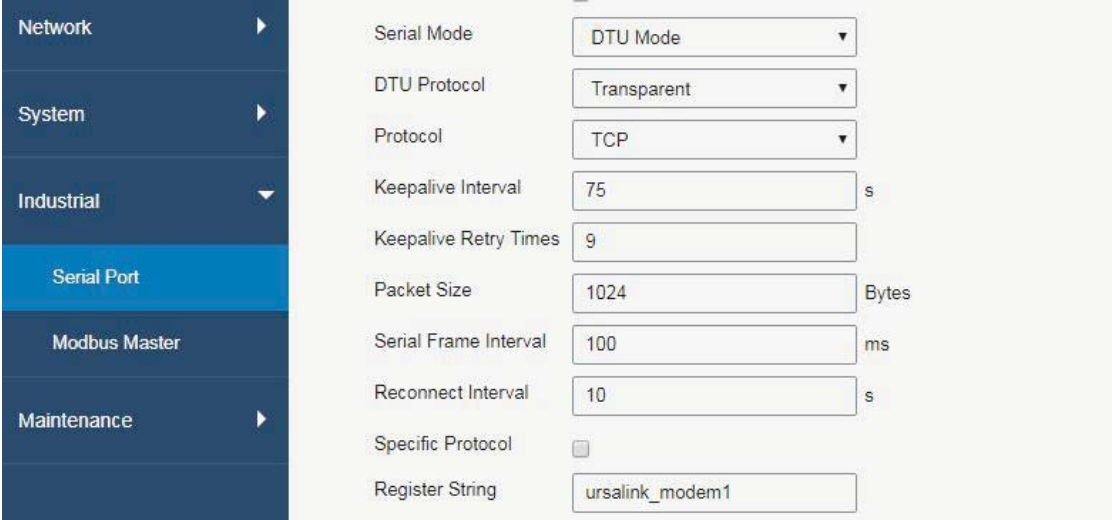 Network
System
Industrial
Serial Port
Modbus Master
Maintenance
Serial Mode DTU Mode
DTU Protocol Transparent
Protocol TCP
Keepalive Interval 75 s
Keepalive Retry Times 9
Packet Size 1024 Bytes
Serial Frame Interval 100 ms
Reconnect Interval 10 s
Specific Protocol
Register String ursalink_modem1